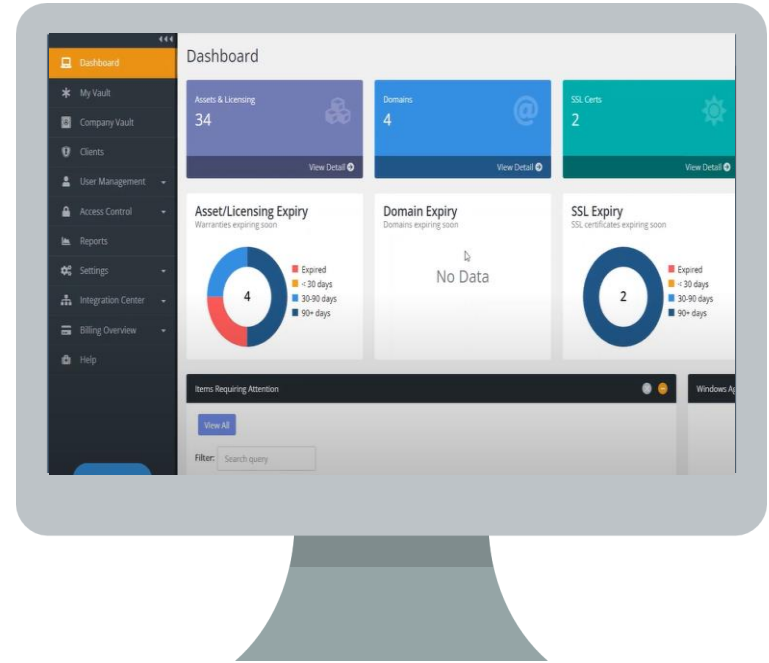 Dashboard
My Vault
Company Vault
Clients
User Management
Access Control
Reports
Settings
Integration Center
Billing Overview
Help
Dashboard
Assets & Licensing
34
View Detail
Domains
4
View Detail
SSL Certs
2
View Detail
Asset/Licensing Expiry
Warranties expiring soon
4
Expired
< 30 days
30-90 days
90+ days
Domain Expiry
Domains expiring soon
No Data
SSL Expiry
SSL certificates expiring soon
2
Expired
< 30 days
30-90 days
90+ days
Items Requiring Attention
View All
Filter: Search query
Windows